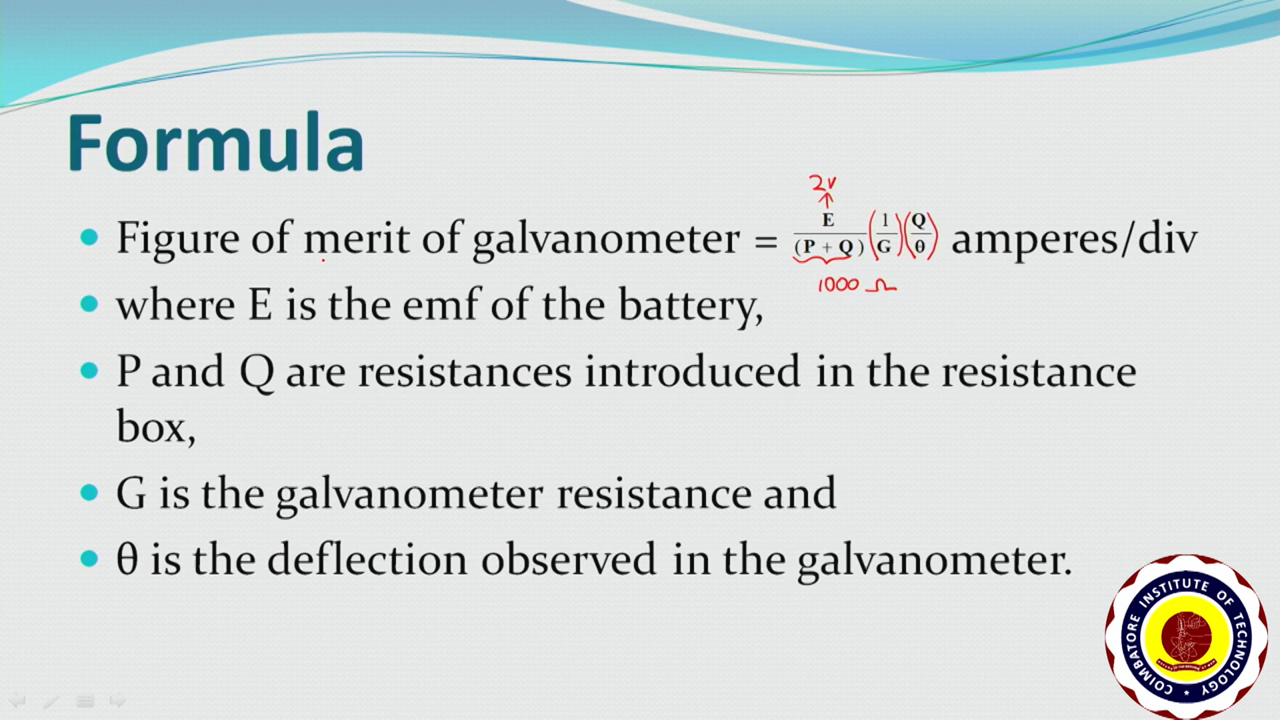 Formula
2v
• Figure of merit of galvanometer = E/(P + Q) (1/G) (Q/θ) amperes/div
1000 Ω
• where E is the emf of the battery,
• P and Q are resistances introduced in the resistance
box,
• G is the galvanometer resistance and
• θ is the deflection observed in the galvanometer.
COIMBATORE INSTITUTE OF TECHNOLOGY